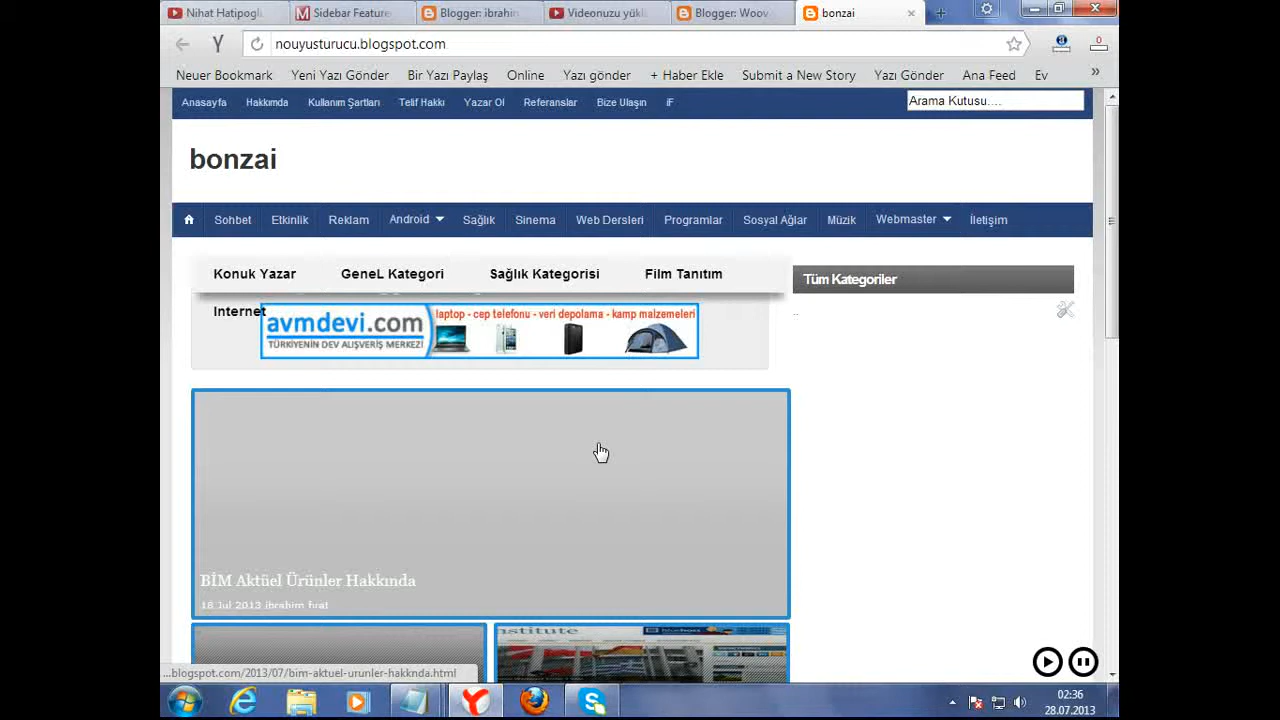 Nihat Hatipogl
Sidebar Feature
Blogger: ibrahin
Videonuzu yükl
Blogger: Woov
bonzai
nouyusturucu.blogspot.com
0
Neuer Bookmark Yeni Yazı Gönder Bir Yazı Paylaş Online Yazı gönder + Haber Ekle Submit a New Story Yazı Gönder Ana Feed Ev »
Anasayfa Hakkımda Kullanım Şartları Telif Hakkı Yazar Ol Referanslar Bize Ulaşın iF
Arama Kutusu....
bonzai
Sohbet Etkinlik Reklam Android Sağlık Sinema Web Dersleri Programlar Sosyal Ağlar Müzik Webmaster İletişim
Konuk Yazar GeneL Kategori Sağlık Kategorisi Film Tanıtım
Tüm Kategoriler
Internet
..
avmdevi.com
TÜRKİYENİN DEV ALIŞVERİŞ MERKEZİ
laptop - cep telefonu - veri depolama - kamp malzemeleri
BİM Aktüel Ürünler Hakkında
18 Jul 2013 ibrahim fırat
nstitute
...blogspot.com/2013/07/bim-aktuel-urunler-hakknda.html
02:36
28.07.2013